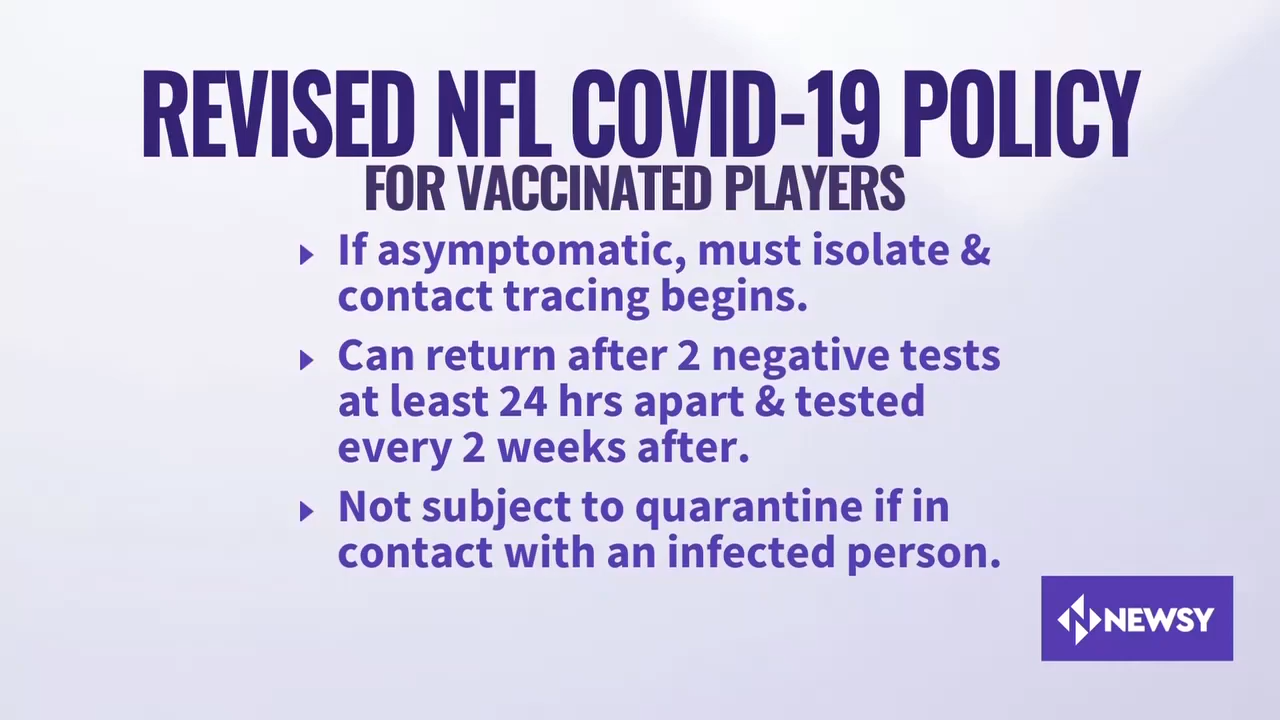 REVISED NFL COVID-19 POLICY
FOR VACCINATED PLAYERS
If asymptomatic, must isolate &
contact tracing begins.
Can return after 2 negative tests
at least 24 hrs apart & tested
every 2 weeks after.
Not subject to quarantine if in
contact with an infected person.
NEWSY